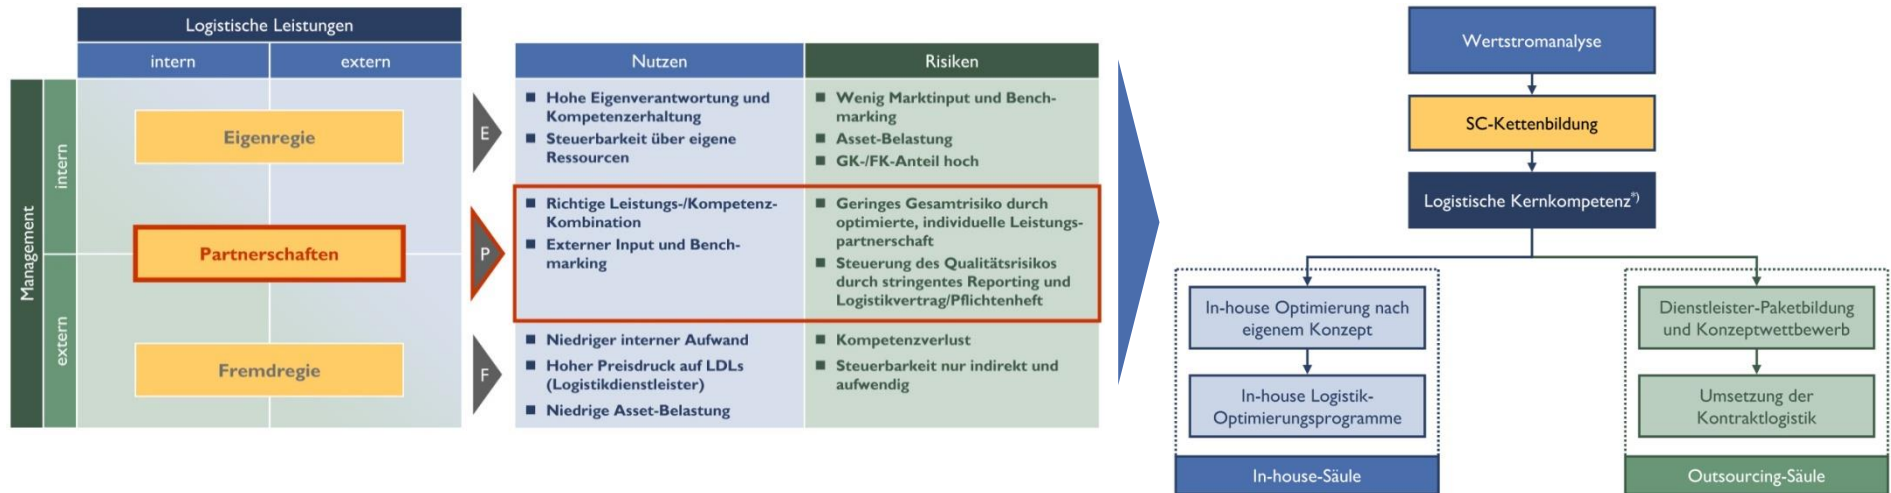 Logistische Leistungen
intern
extern
Management
intern
extern
Eigenregie
Partnerschaften
Fremdregie
Nutzen
Risiken
E
■ Hohe Eigenverantwortung und
Kompetenzerhaltung
■ Steuerbarkeit über eigene
Ressourcen
■ Wenig Marktinput und Bench-
marking
■ Asset-Belastung
■ GK-/FK-Anteil hoch
P
■ Richtige Leistungs-/Kompetenz-
Kombination
■ Externer Input und Bench-
marking
■ Geringes Gesamtrisiko durch
optimierte, individuelle Leistungs-
partnerschaft
■ Steuerung des Qualitätsrisikos
durch stringentes Reporting und
Logistikvertrag/Pflichtenheft
F
■ Niedriger interner Aufwand
■ Hoher Preisdruck auf LDLs
(Logistikdienstleister)
■ Niedrige Asset-Belastung
■ Kompetenzverlust
■ Steuerbarkeit nur indirekt und
aufwendig
Wertstromanalyse
SC-Kettenbildung
Logistische Kernkompetenz*)
In-house Optimierung nach
eigenem Konzept
In-house Logistik-
Optimierungsprogramme
In-house-Säule
Dienstleister-Paketbildung
und Konzeptwettbewerb
Umsetzung der
Kontraktlogistik
Outsourcing-Säule